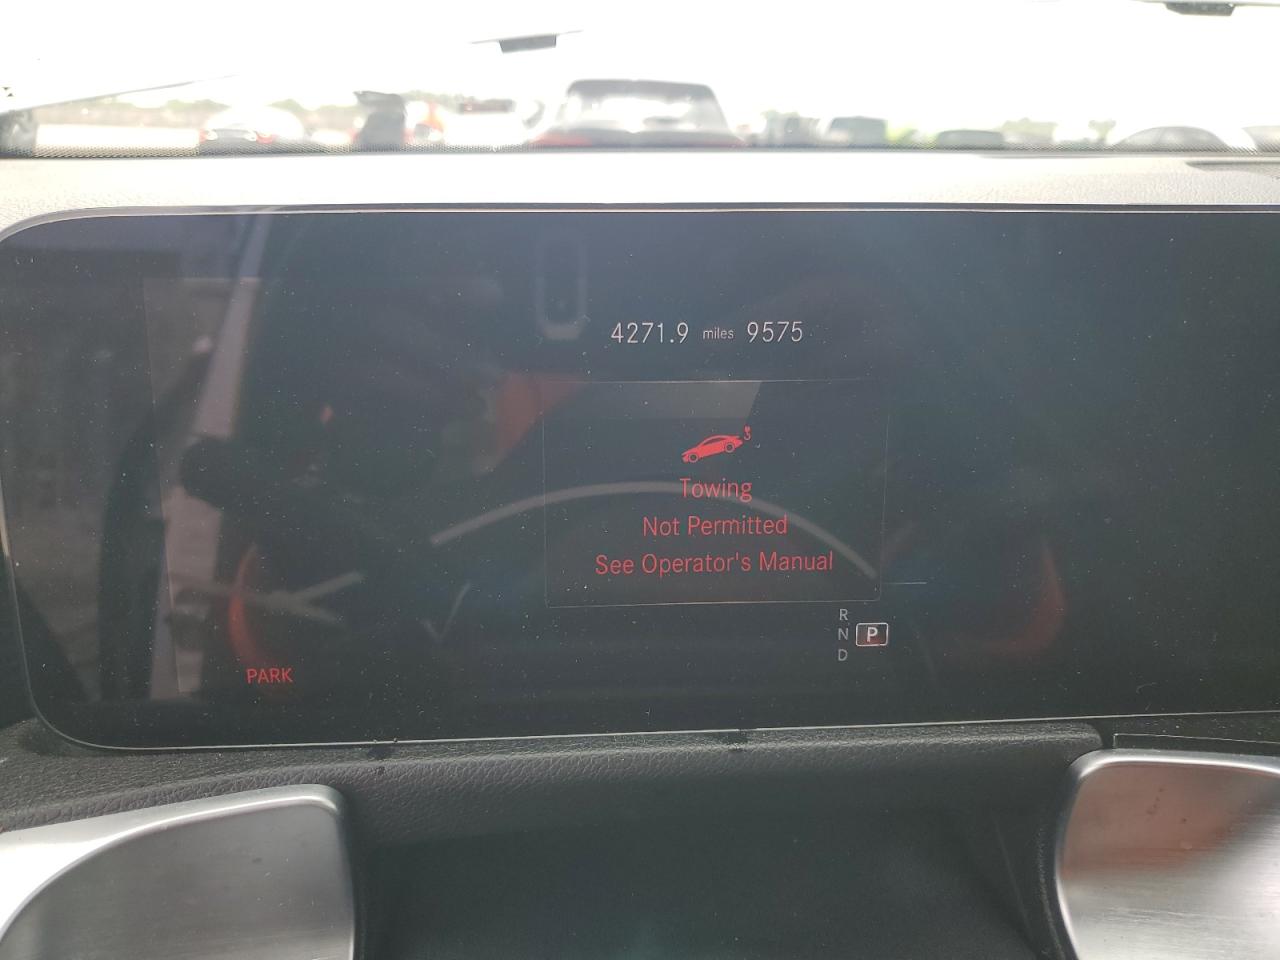 4271.9 miles 9575
Towing
Not Permitted
See Operator's Manual
R
N P
D
PARK